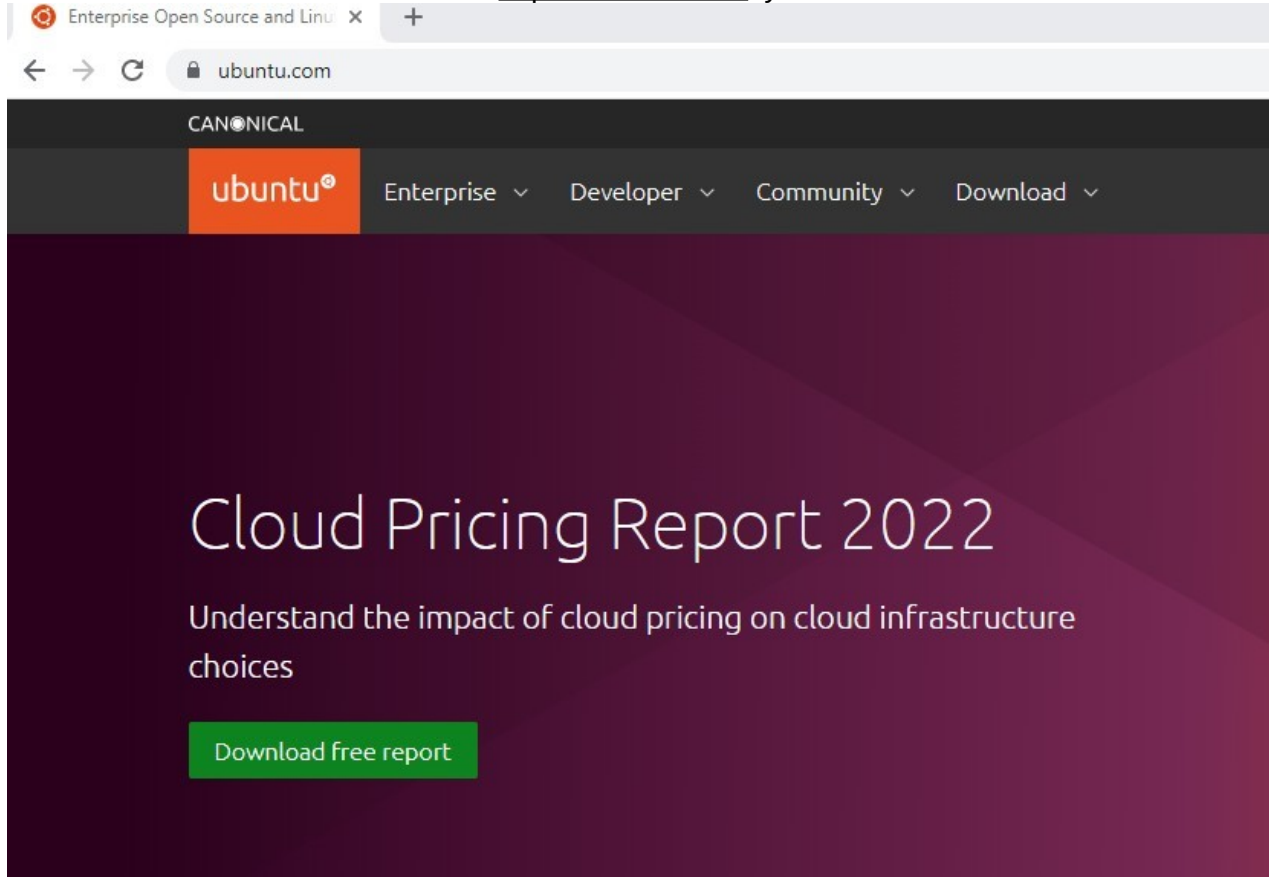 Enterprise Open Source and Linu
ubuntu.com
CANONICAL
ubuntu Enterprise Developer Community Download
Cloud Pricing Report 2022
Understand the impact of cloud pricing on cloud infrastructure
choices
Download free report